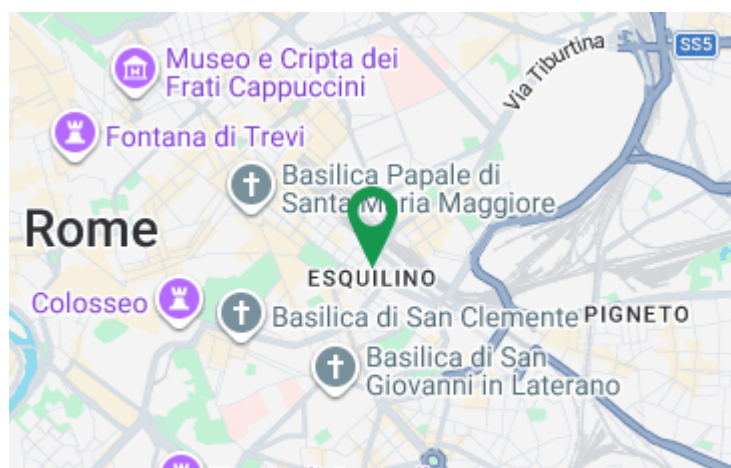 Museo e Cripta dei
Frati Cappuccini
Via Tiburtina
SS5
Fontana di Trevi
Basilica Papale di
Santa Maria Maggiore
Rome
ESQUILINO
Colosseo
Basilica di San Clemente
PIGNETO
Basilica di San
Giovanni in Laterano